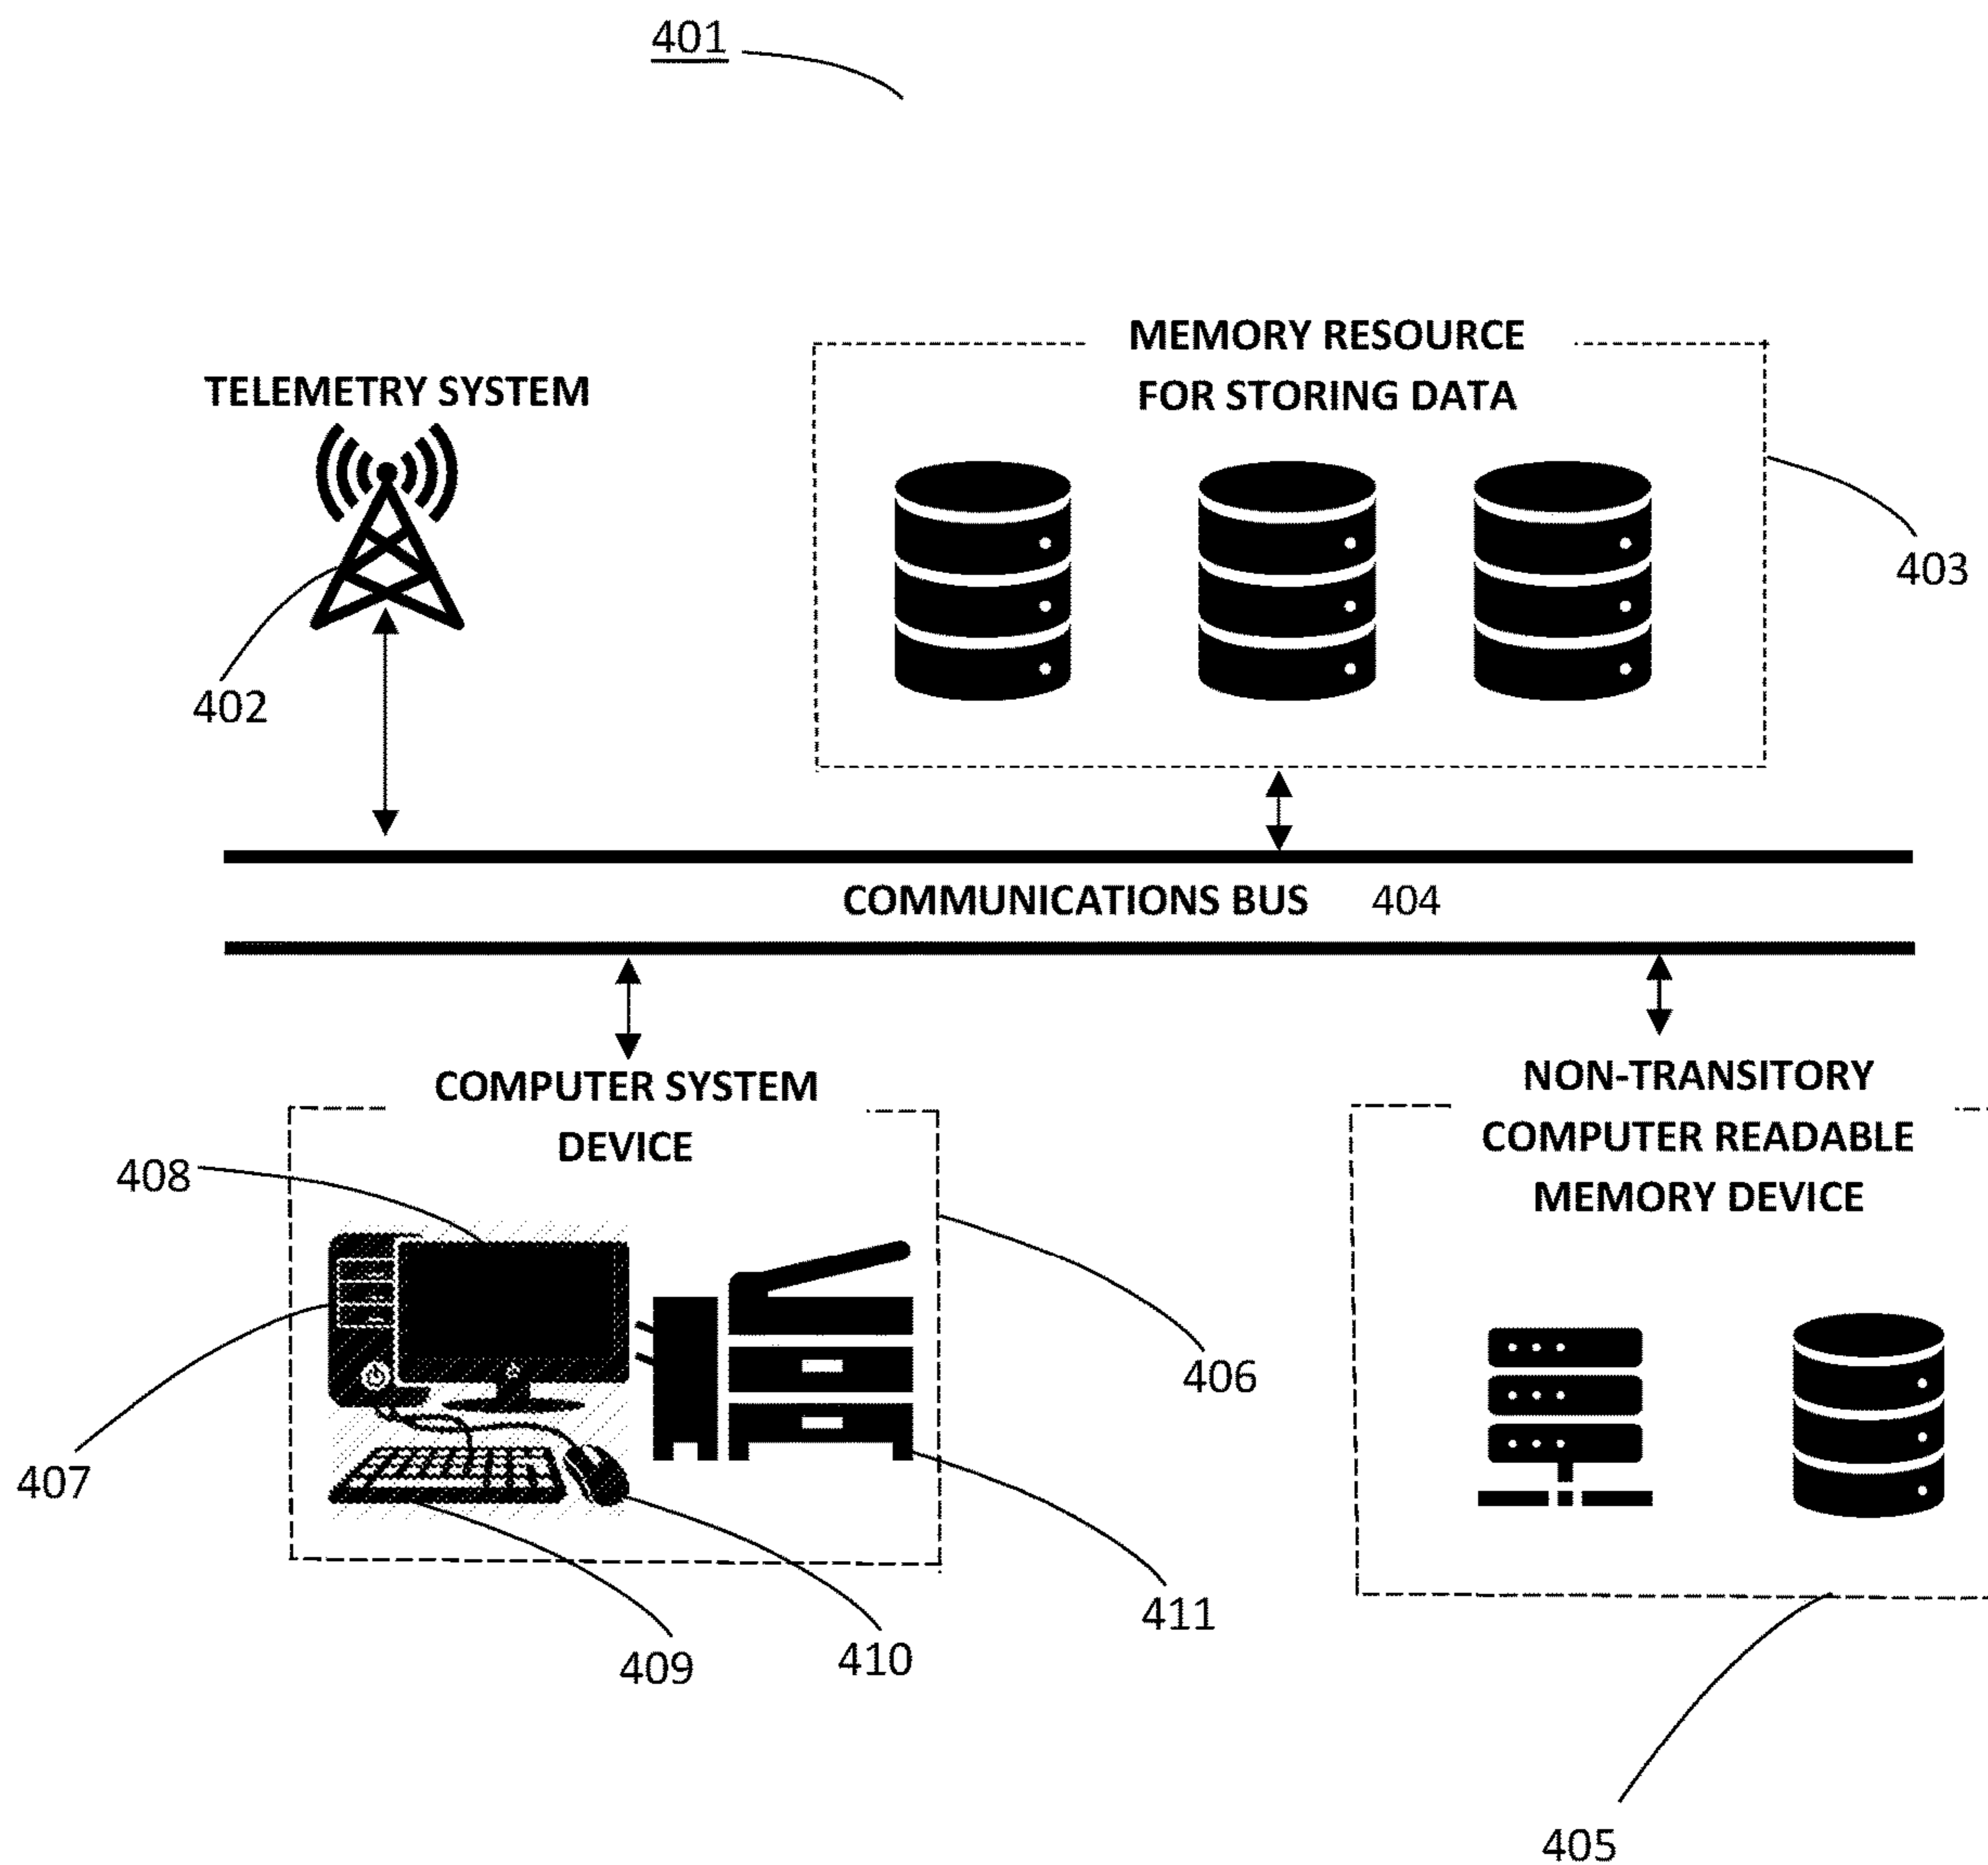 401
MEMORY RESOURCE
FOR STORING DATA
TELEMETRY SYSTEM
403
402
COMMUNICATIONS BUS 404
COMPUTER SYSTEM
DEVICE
NON-TRANSITORY
COMPUTER READABLE
MEMORY DEVICE
408
406
407
411
409
410
405